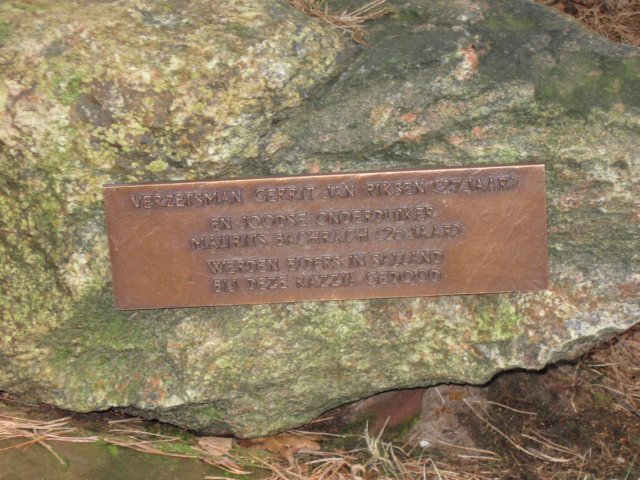 VERZETSMAN GERRIT JAN PIKSEN (27 JAAR)
EN JOODSE ONDERDUIKER
MAURITS BACHRACH (26 JAAR)
WERDEN ELDERS IN SALLAND
BIJ DEZE RAZZIA GEDOOD